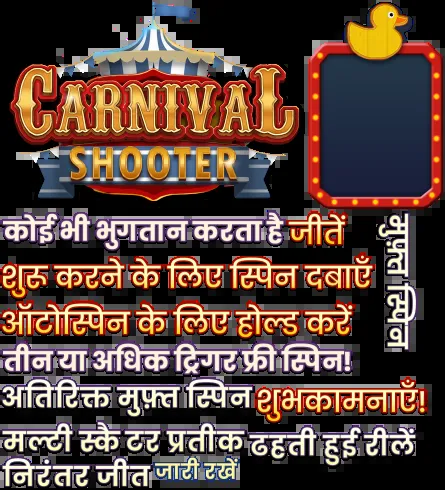 CARNIVAL
SHOOTER
कोई भी भुगतान करता है जीतें
मुफ़्त स्पिन
शुरू करने के लिए स्पिन दबाएँ
ऑटोस्पिन के लिए होल्ड करें
तीन या अधिक ट्रिगर फ्री स्पिन!
अतिरिक्त मुफ़्त स्पिन शुभकामनाएँ!
मल्टी स्कैटर प्रतीक ढहती हुई रीलें
निरंतर जीत जारी रखें